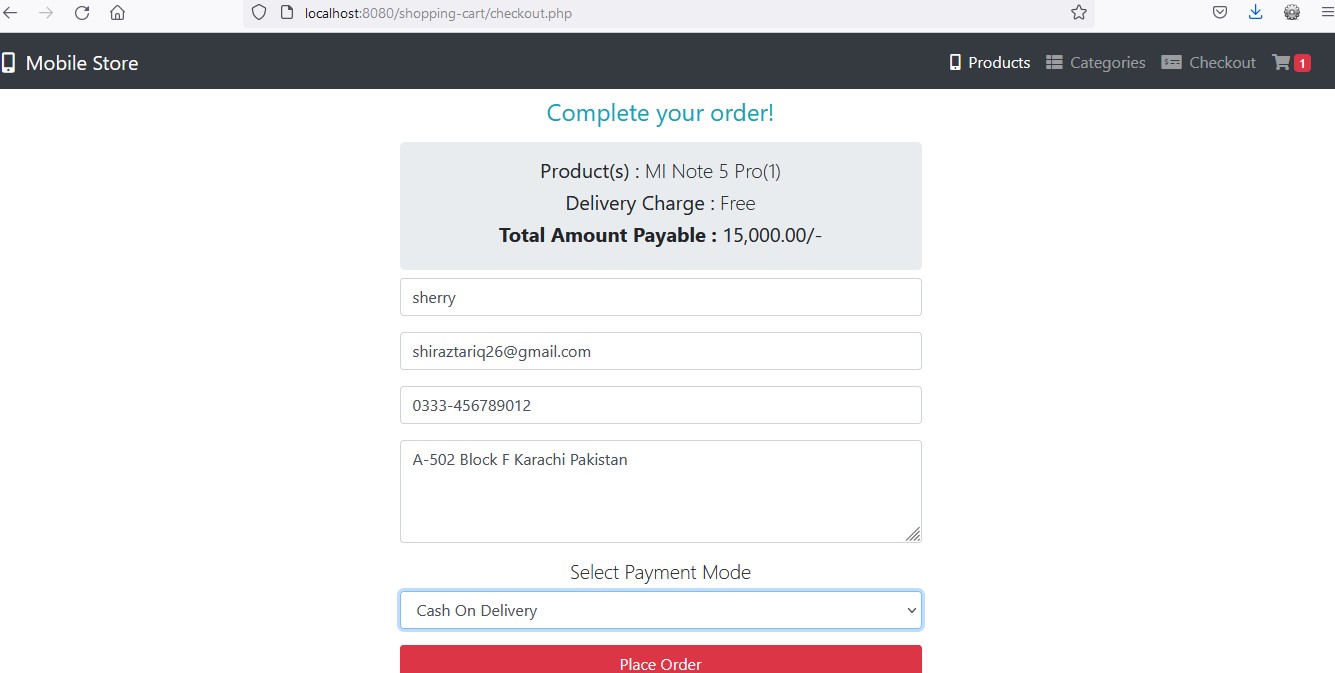 localhost:8080/shopping-cart/checkout.php
Mobile Store
Products Categories Checkout 1
Complete your order!
Product(s) : MI Note 5 Pro(1)
Delivery Charge : Free
Total Amount Payable : 15,000.00/-
sherry
shiraztariq26@gmail.com
0333-456789012
A-502 Block F Karachi Pakistan
Select Payment Mode
Cash On Delivery
Place Order